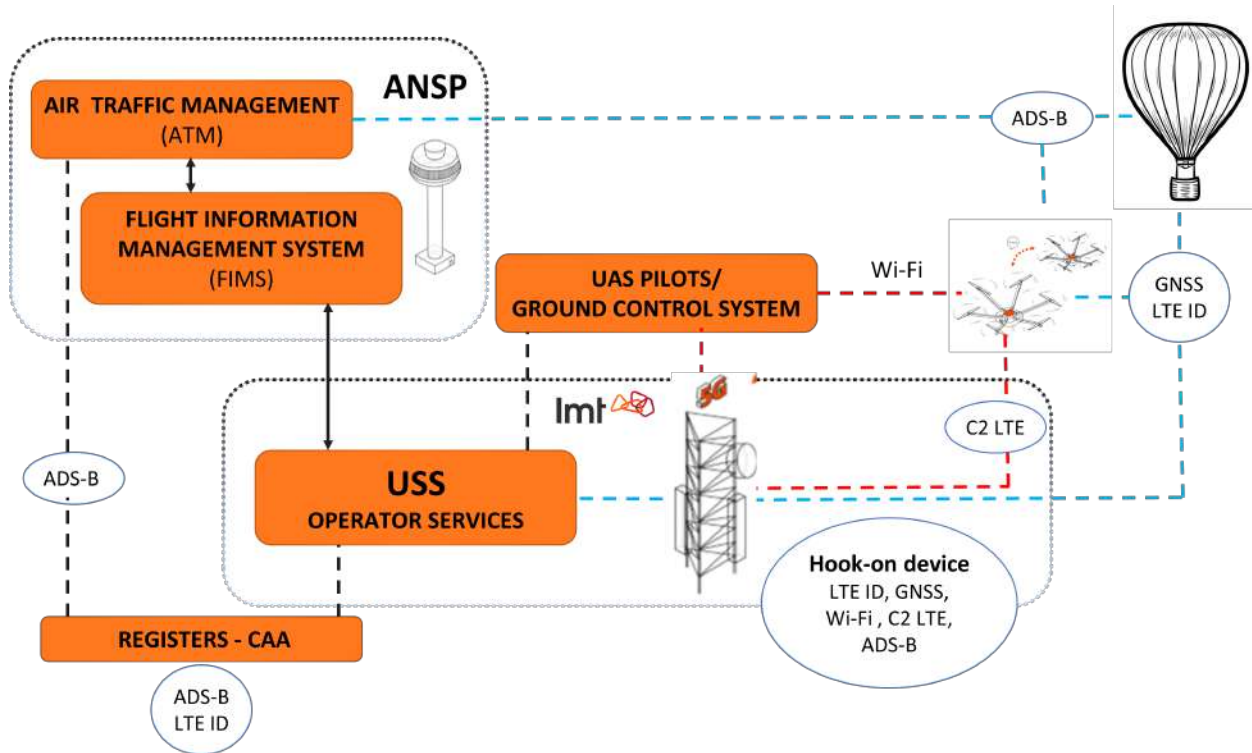 ANSP
AIR TRAFFIC MANAGEMENT
(ATM)
ADS-B
FLIGHT INFORMATION
MANAGEMENT SYSTEM
(FIMS)
UAS PILOTS/
GROUND CONTROL SYSTEM
Wi-Fi
GNSS
LTE ID
lmt
5G
C2 LTE
ADS-B
USS
OPERATOR SERVICES
Hook-on device
LTE ID, GNSS,
Wi-Fi , C2 LTE,
ADS-B
REGISTERS - CAA
ADS-B
LTE ID